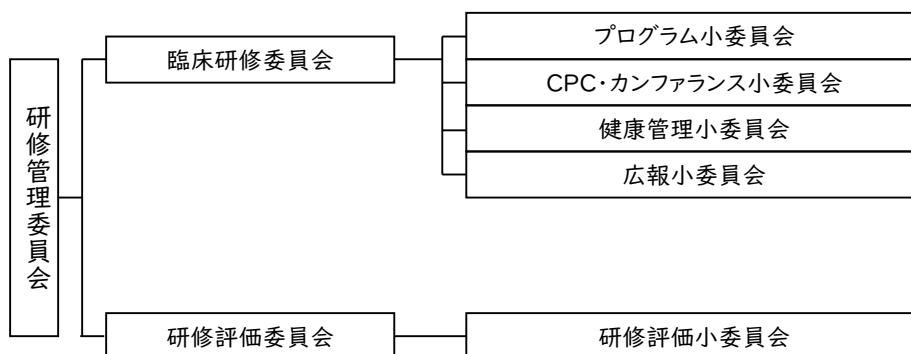 研修管理委員会
臨床研修委員会
プログラム小委員会
CPC・カンファランス小委員会
健康管理小委員会
広報小委員会
研修評価委員会
研修評価小委員会